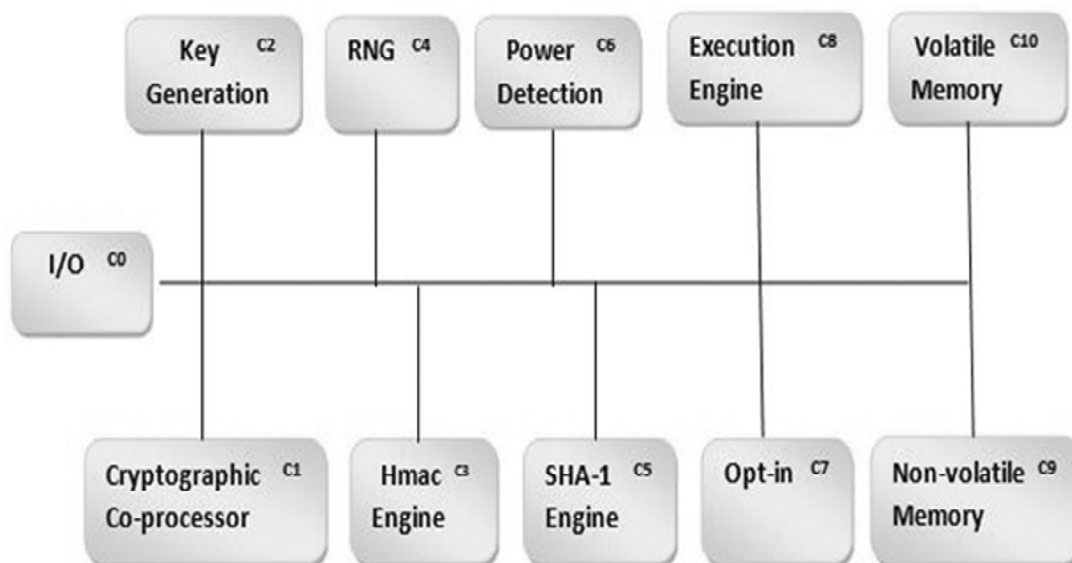 Key C2
Generation
RNG C4
Power C6
Detection
Execution C8
Engine
Volatile C10
Memory
I/O C0
Cryptographic C1
Co-processor
Hmac C3
Engine
SHA-1 C5
Engine
Opt-in C7
Non-volatile C9
Memory